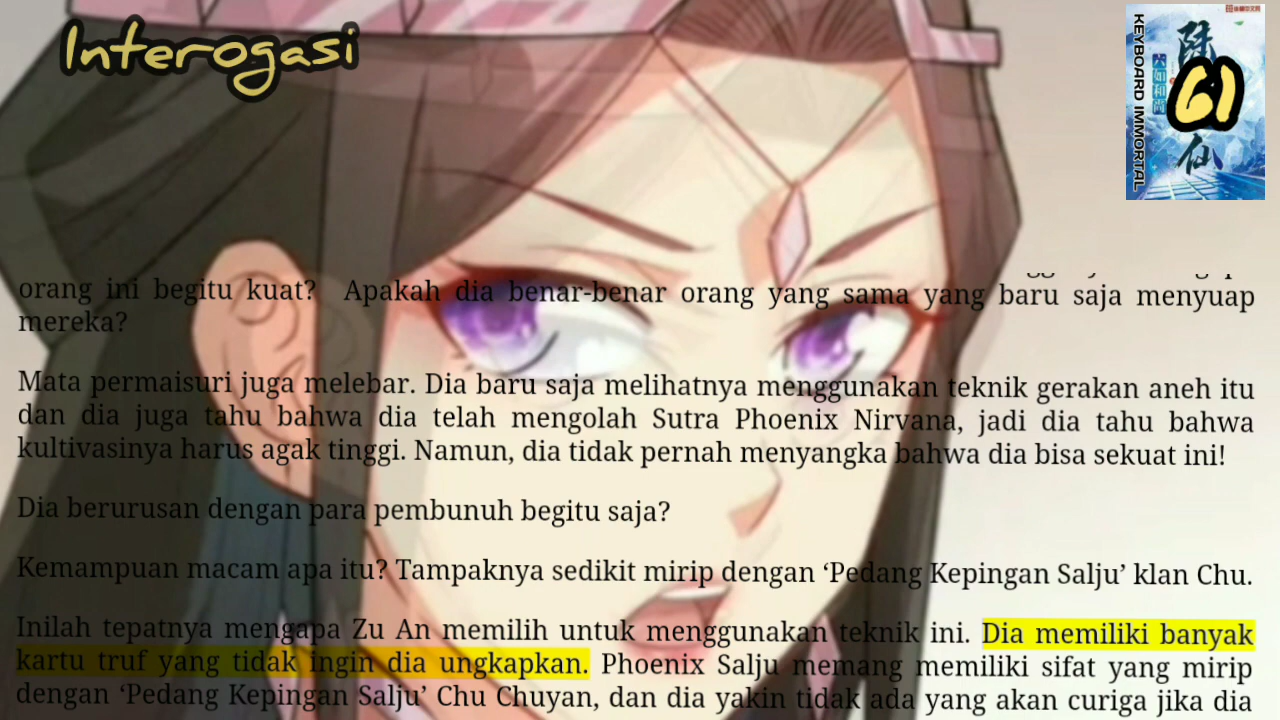 Interogasi
陆
61
六如和尚
仙
KEYBOARD IMMORTAL
orang ini begitu kuat? Apakah dia benar-benar orang yang sama yang baru saja menyuap
mereka?
Mata permaisuri juga melebar. Dia baru saja melihatnya menggunakan teknik gerakan aneh itu
dan dia juga tahu bahwa dia telah mengolah Sutra Phoenix Nirvana, jadi dia tahu bahwa
kultivasinya harus agak tinggi. Namun, dia tidak pernah menyangka bahwa dia bisa sekuat ini!
Dia berurusan dengan para pembunuh begitu saja?
Kemampuan macam apa itu? Tampaknya sedikit mirip dengan ‘Pedang Kepingan Salju’ klan Chu.
Inilah tepatnya mengapa Zu An memilih untuk menggunakan teknik ini. Dia memiliki banyak
kartu truf yang tidak ingin dia ungkapkan. Phoenix Salju memang memiliki sifat yang mirip
dengan ‘Pedang Kepingan Salju’ Chu Chuyan, dan dia yakin tidak ada yang akan curiga jika dia